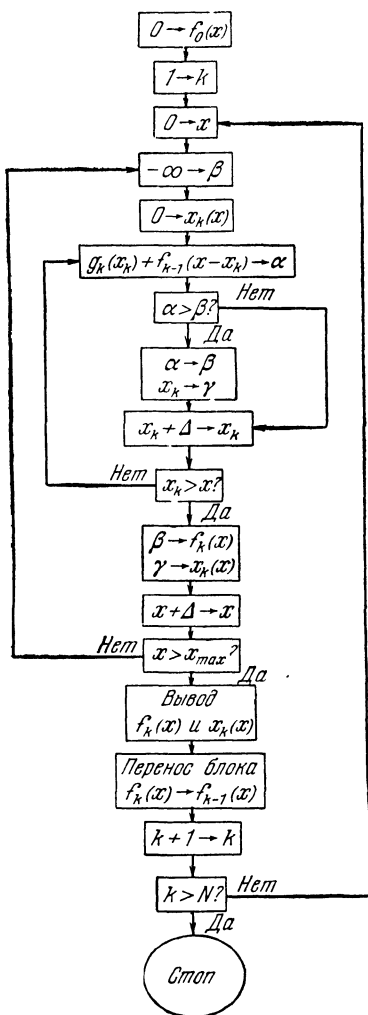 0 → f₀(x)
1 → k
0 → x
-∞ → β
0 → xₖ(x)
gₖ(xₖ) + fₖ₋₁(x-xₖ) → α
α > β?
Нет
Да
α → β
xₖ → γ
xₖ + Δ → xₖ
Нет
xₖ > x?
Да
β → fₖ(x)
γ → xₖ(x)
x + Δ → x
Нет
x > xₘₐₓ?
Да
Вывод
fₖ(x) и xₖ(x)
Перенос блока
fₖ(x) → fₖ₋₁(x)
k + 1 → k
k > N?
Нет
Да
Стоп